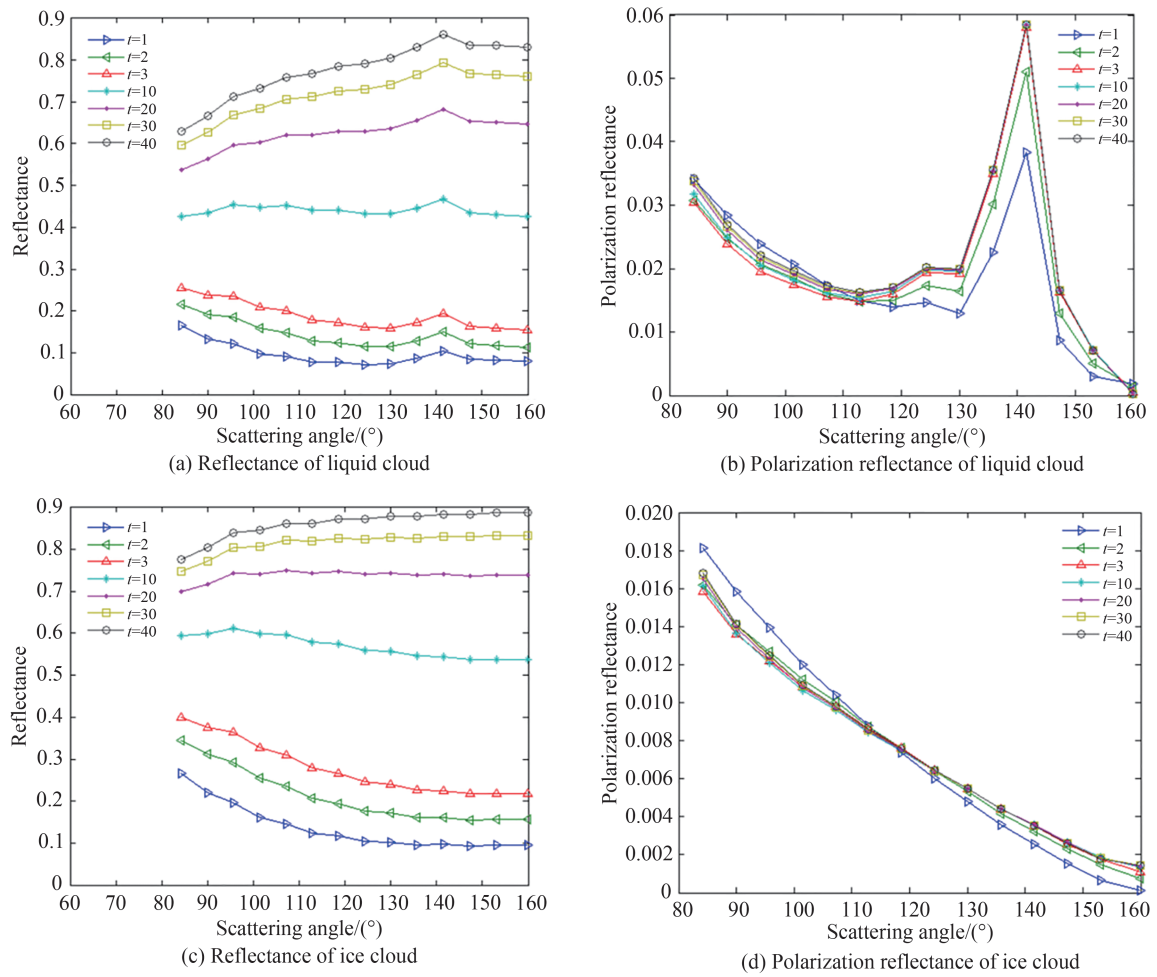 0.9
0.8
0.7
0.6
0.5
0.4
0.3
0.2
0.1
0
Reflectance
t=1
t=2
t=3
t=10
t=20
t=30
t=40
60 70 80 90 100 110 120 130 140 150 160
Scattering angle/(°)
(a) Reflectance of liquid cloud
0.06
0.05
0.04
0.03
0.02
0.01
0
Polarization reflectance
t=1
t=2
t=3
t=10
t=20
t=30
t=40
80 90 100 110 120 130 140 150 160
Scattering angle/(°)
(b) Polarization reflectance of liquid cloud
0.9
0.8
0.7
0.6
0.5
0.4
0.3
0.2
0.1
0
Reflectance
t=1
t=2
t=3
t=10
t=20
t=30
t=40
60 70 80 90 100 110 120 130 140 150 160
Scattering angle/(°)
(c) Reflectance of ice cloud
0.020
0.018
0.016
0.014
0.012
0.010
0.008
0.006
0.004
0.002
0
Polarization reflectance
t=1
t=2
t=3
t=10
t=20
t=30
t=40
80 90 100 110 120 130 140 150 160
Scattering angle/(°)
(d) Polarization reflectance of ice cloud